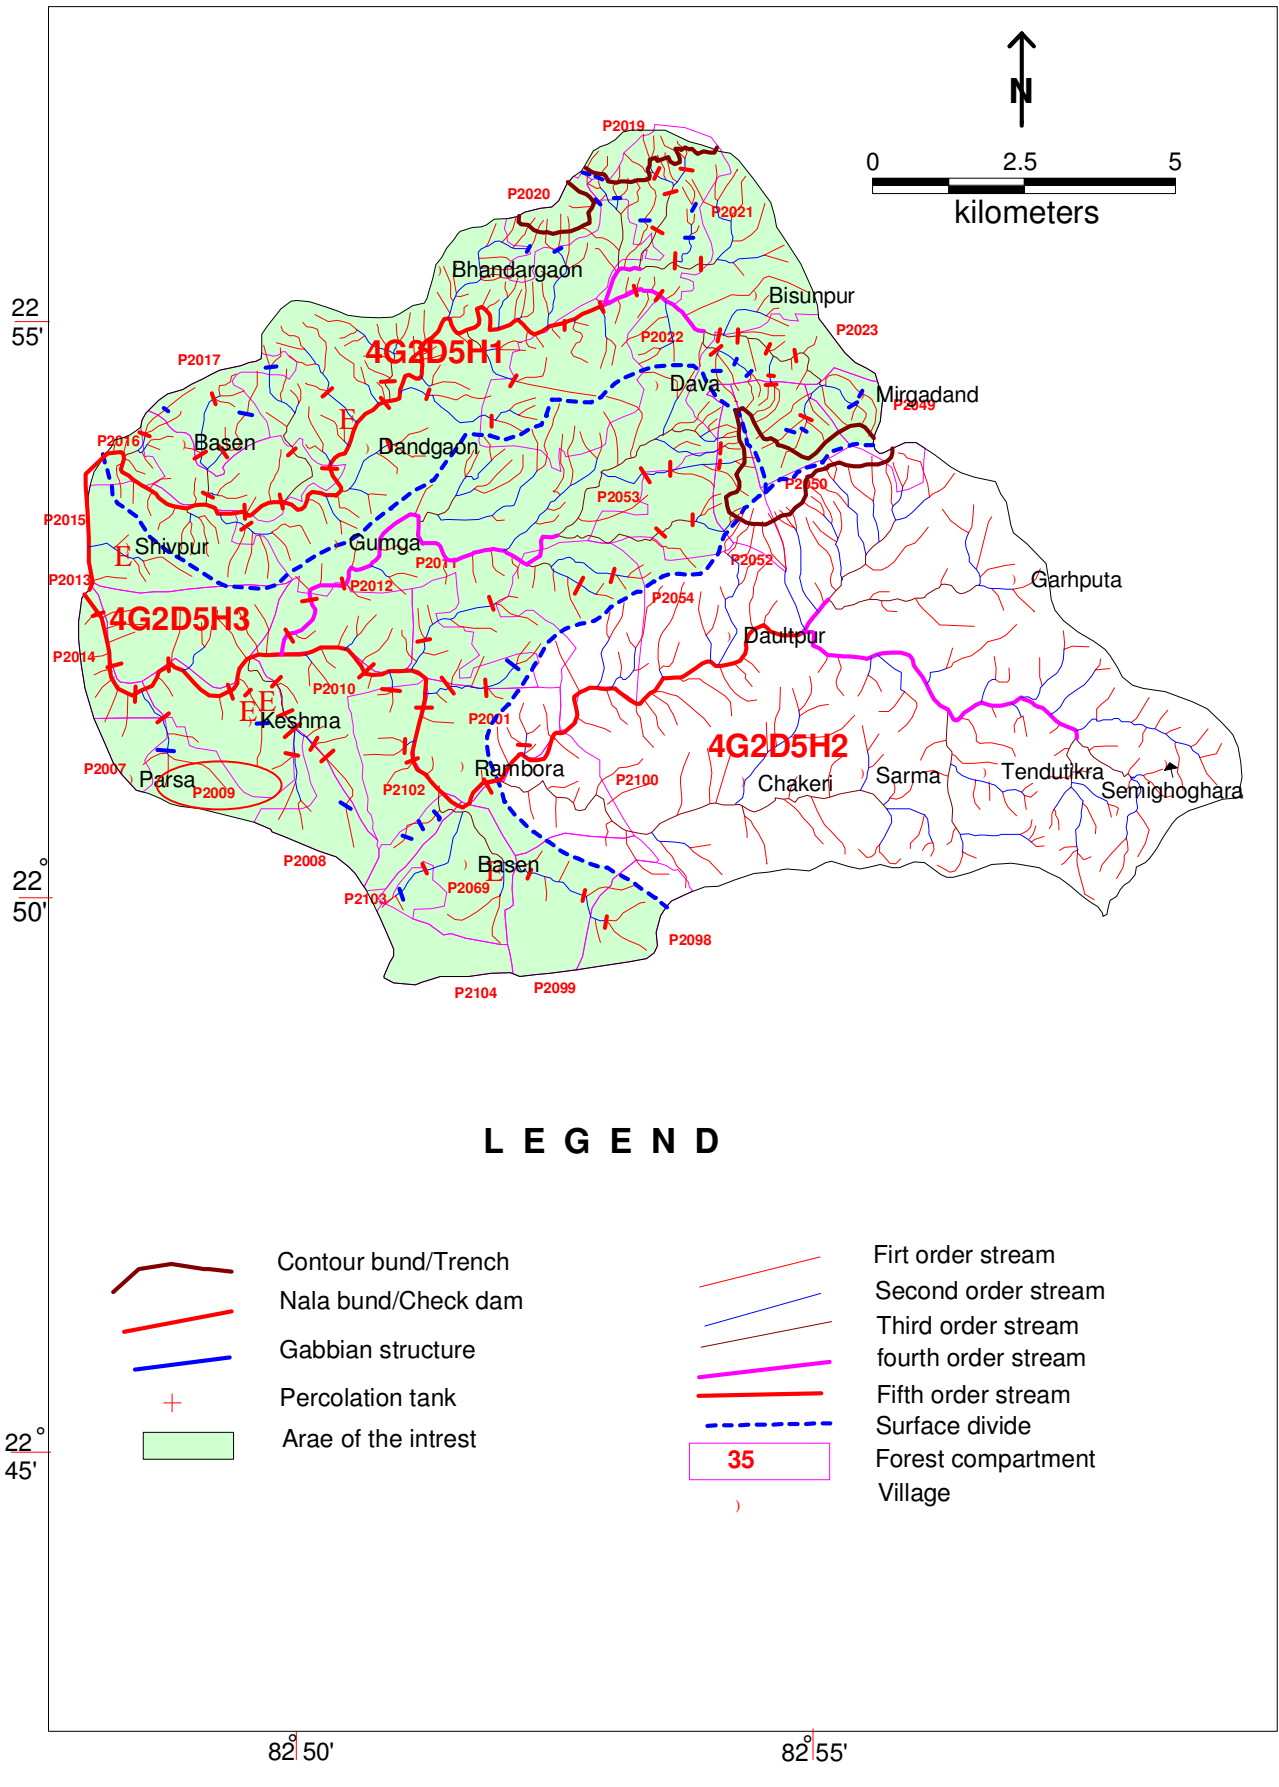 N
0 2.5 5
kilometers
P2019
P2020
P2021
Bhandargaon
Bisunpur
22
55'
P2022
P2023
4G2D5H1
P2017
Dava
Mirgadand
P2049
E
P2016
Basen
Dandgaon
P2050
P2053
P2015
Gumga
E
Shivpur
P2011
P2052
P2013
P2012
Garhputa
P2054
4G2D5H3
Daultpur
P2014
P2010
E
E
Keshma
P2001
4G2D5H2
P2007
Parsa
P2009
Rambora
P2102
P2100
Chakeri
Sarma
Tendutikra
Semighoghara
P2008
Basen
E
P2069
22°
50'
P2103
P2098
P2104
P2099
LEGEND
Contour bund/Trench
Nala bund/Check dam
Gabbian structure
Percolation tank
Arae of the intrest
Firt order stream
Second order stream
Third order stream
fourth order stream
Fifth order stream
Surface divide
35
Forest compartment
Village
22°
45'
82°50'
82°55'